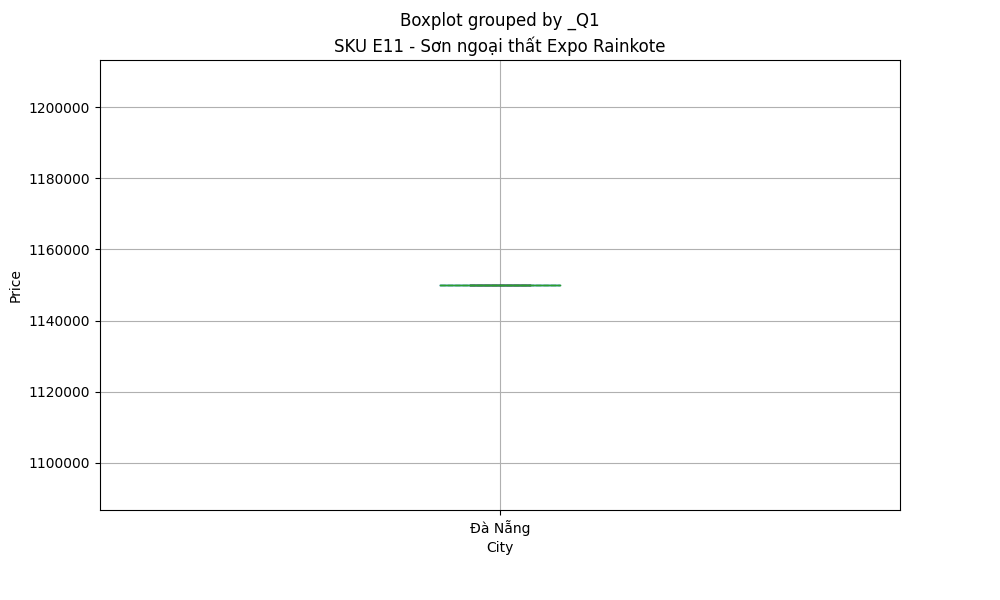 Boxplot grouped by _Q1
SKU E11 - Sơn ngoại thất Expo Rainkote
1200000
1180000
1160000
1140000
1120000
1100000
Price
Đà Nẵng
City